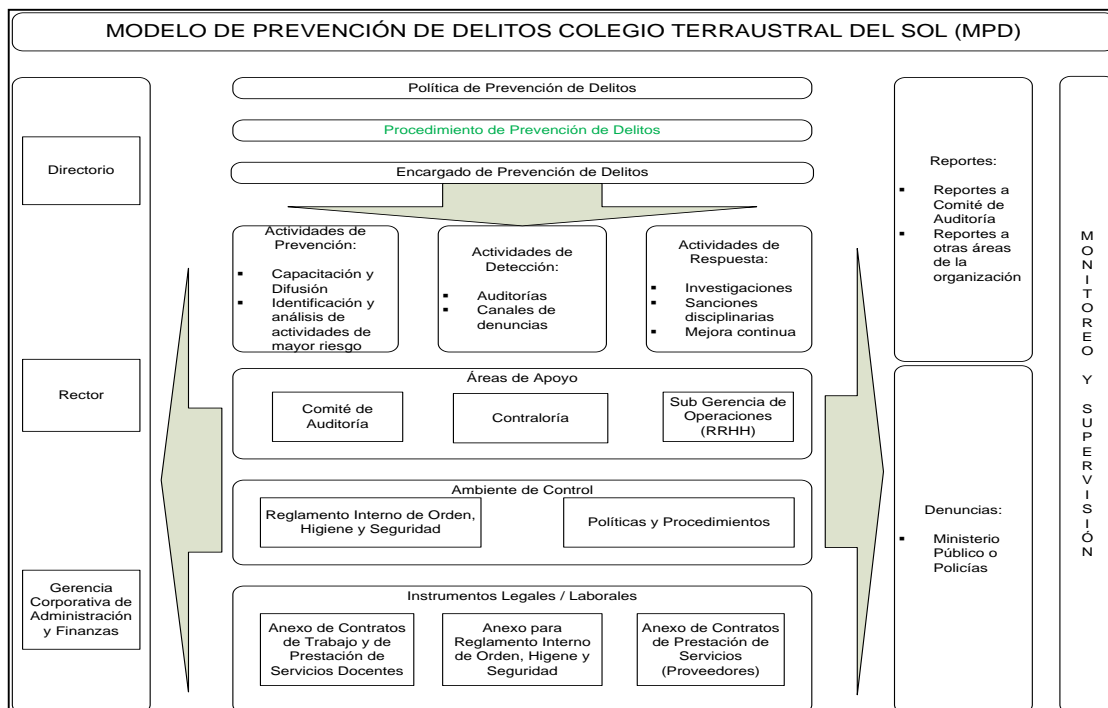 MODELO DE PREVENCIÓN DE DELITOS COLEGIO TERRAUSTRAL DEL SOL (MPD)
Directorio
Rector
Gerencia
Corporativa de
Administración
y Finanzas
Política de Prevención de Delitos
Procedimiento de Prevención de Delitos
Encargado de Prevención de Delitos
Actividades de
Prevención:
▪ Capacitación y
Difusión
▪ Identificación y
análisis de
actividades de
mayor riesgo
Actividades de
Detección:
▪ Auditorías
▪ Canales de
denuncias
Actividades de
Respuesta:
▪ Investigaciones
▪ Sanciones
disciplinarias
▪ Mejora continua
Áreas de Apoyo
Comité de
Auditoría
Contraloría
Sub Gerencia de
Operaciones
(RRHH)
Ambiente de Control
Reglamento Interno de Orden,
Higiene y Seguridad
Políticas y Procedimientos
Instrumentos Legales / Laborales
Anexo de Contratos
de Trabajo y de
Prestación de
Servicios Docentes
Anexo para
Reglamento Interno
de Orden, Higene y
Seguridad
Anexo de Contratos
de Prestación de
Servicios
(Proveedores)
Reportes:
▪ Reportes a
Comité de
Auditoría
▪ Reportes a
otras áreas
de la
organización
Denuncias:
▪ Ministerio
Público o
Policías
MONITOREO Y SUPERVISIÓN